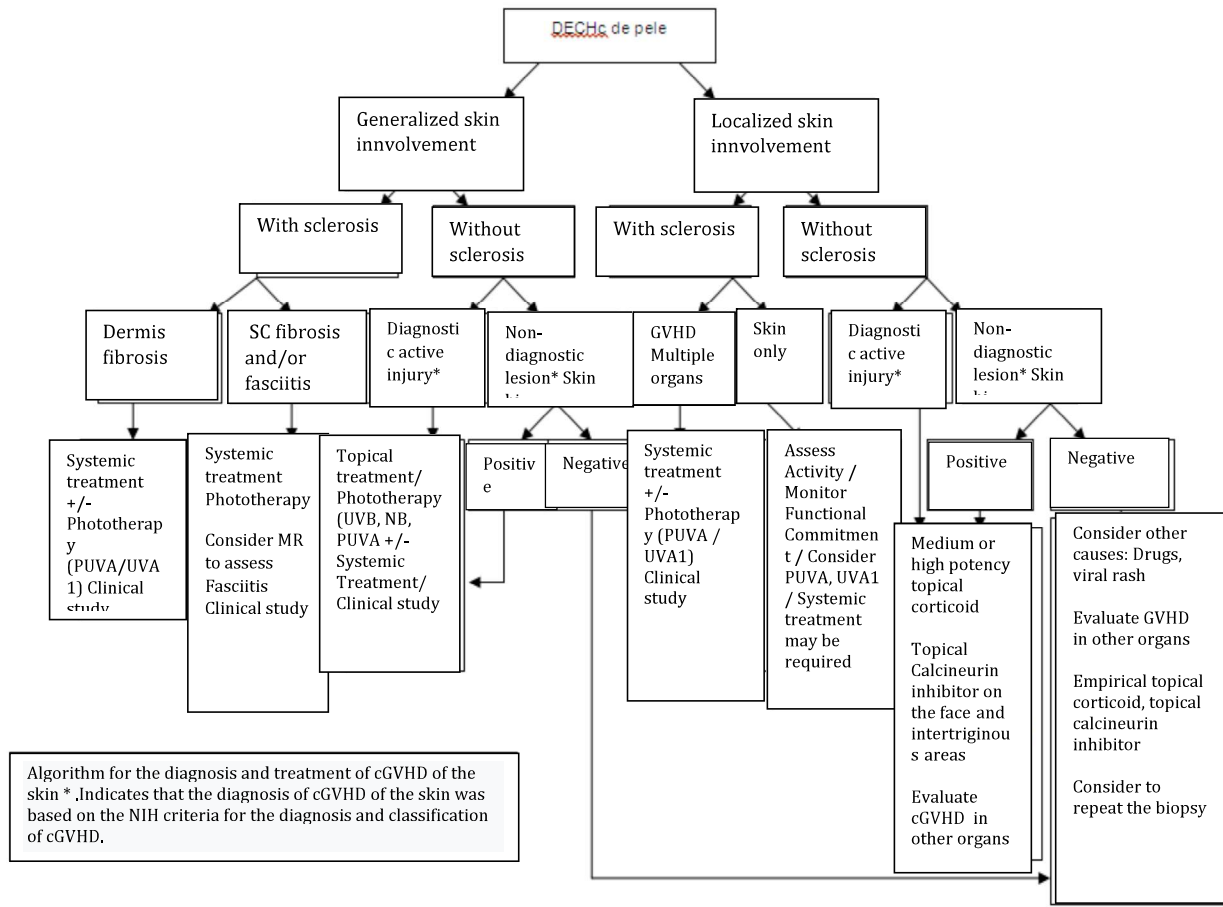 DECHc de pele
Generalized skin
innvolvement
Localized skin
innvolvement
With sclerosis
Without
sclerosis
With sclerosis
Without
sclerosis
Dermis
fibrosis
SC fibrosis
and/or
fasciitis
Diagnosti
c active
injury*
Non-
diagnostic
lesion* Skin
GVHD
Multiple
organs
Skin
only
Diagnosti
c active
injury*
Non-
diagnostic
lesion* Skin
Systemic
treatment
+/-
Phototherap
y
(PUVA/UVA
1) Clinical
study
Systemic
treatment
Phototherapy
Consider MR
to assess
Fasciitis
Clinical study
Topical
treatment/
Phototherapy
(UVB, NB,
PUVA +/-
Systemic
Treatment/
Clinical study
Positiv
e
Negative
Systemic
treatment
+/-
Phototherap
y (PUVA /
UVA1)
Clinical
study
Assess
Activity /
Monitor
Functional
Commitmen
t / Consider
PUVA, UVA1
/ Systemic
treatment
may be
required
Positive
Negative
Medium or
high potency
topical
corticoid
Topical
Calcineurin
inhibitor on
the face and
intertriginou
s areas
Evaluate
cGVHD in
other organs
Consider other
causes: Drugs,
viral rash
Evaluate GVHD
in other organs
Empirical topical
corticoid, topical
calcineurin
inhibitor
Consider to
repeat the biopsy
Algorithm for the diagnosis and treatment of cGVHD of the
skin * .Indicates that the diagnosis of cGVHD of the skin was
based on the NIH criteria for the diagnosis and classification
of cGVHD.